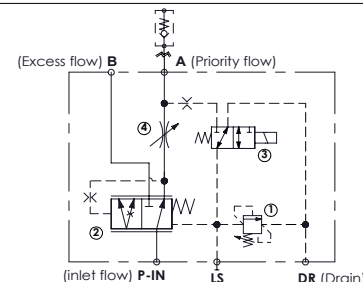 (Excess flow) B A (Priority flow)
4
3
1
2
(inlet flow) P-IN LS DR (Drain)